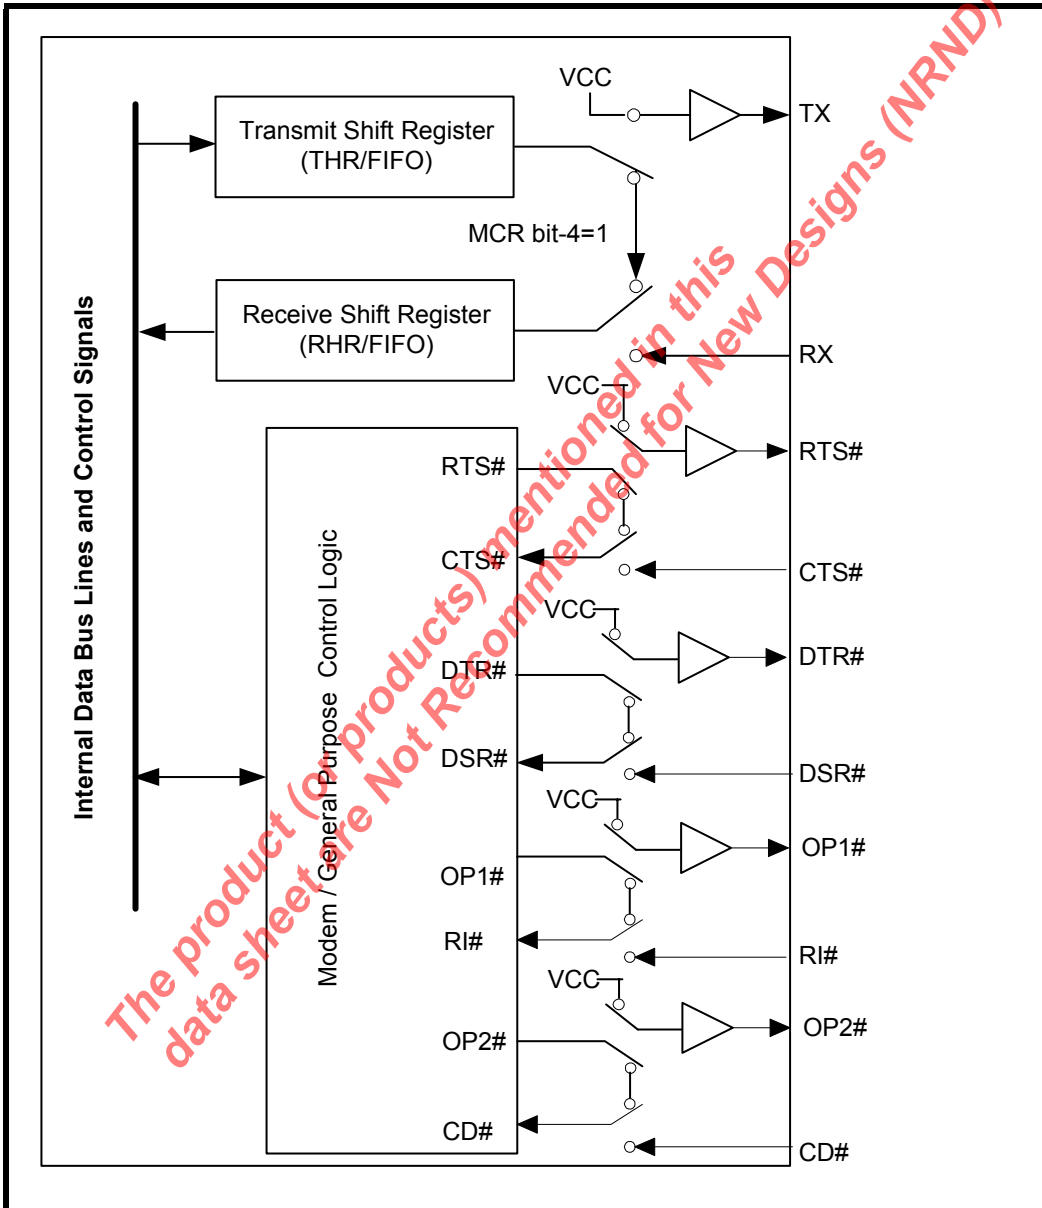 VCC
TX
Transmit Shift Register
(THR/FIFO)
MCR bit-4=1
Receive Shift Register
(RHR/FIFO)
RX
VCC
RTS#
RTS#
CTS#
CTS#
VCC
DTR#
DTR#
DSR#
DSR#
VCC
OP1#
OP1#
RI#
RI#
VCC
OP2#
OP2#
CD#
CD#
Internal Data Bus Lines and Control Signals
Modem / General Purpose Control Logic
The product (or products) mentioned in this
data sheet are Not Recommended for New Designs (NRND)